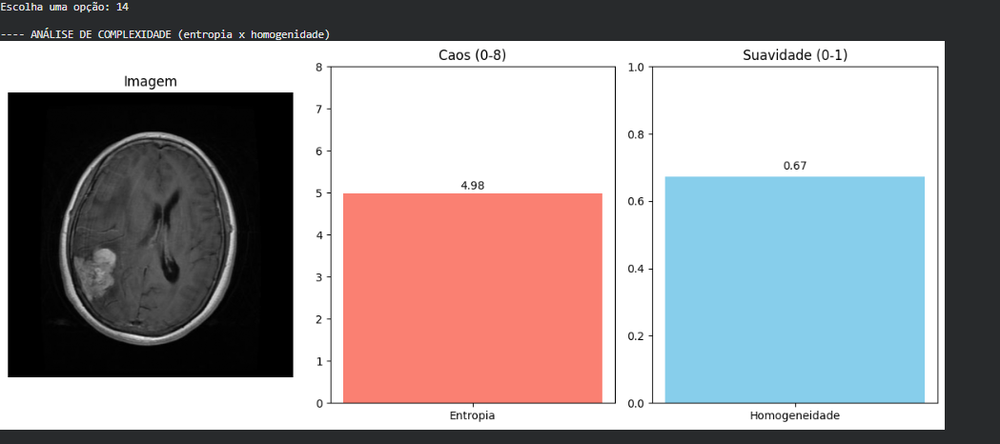 Escolha uma opção: 14
---- ANÁLISE DE COMPLEXIDADE (entropia x homogenidade)
Imagem
Caos (0-8)
8
7
6
5
4
3
2
1
0
4.98
Entropia
Suavidade (0-1)
1.0
0.8
0.6
0.4
0.2
0.0
0.67
Homogeneidade